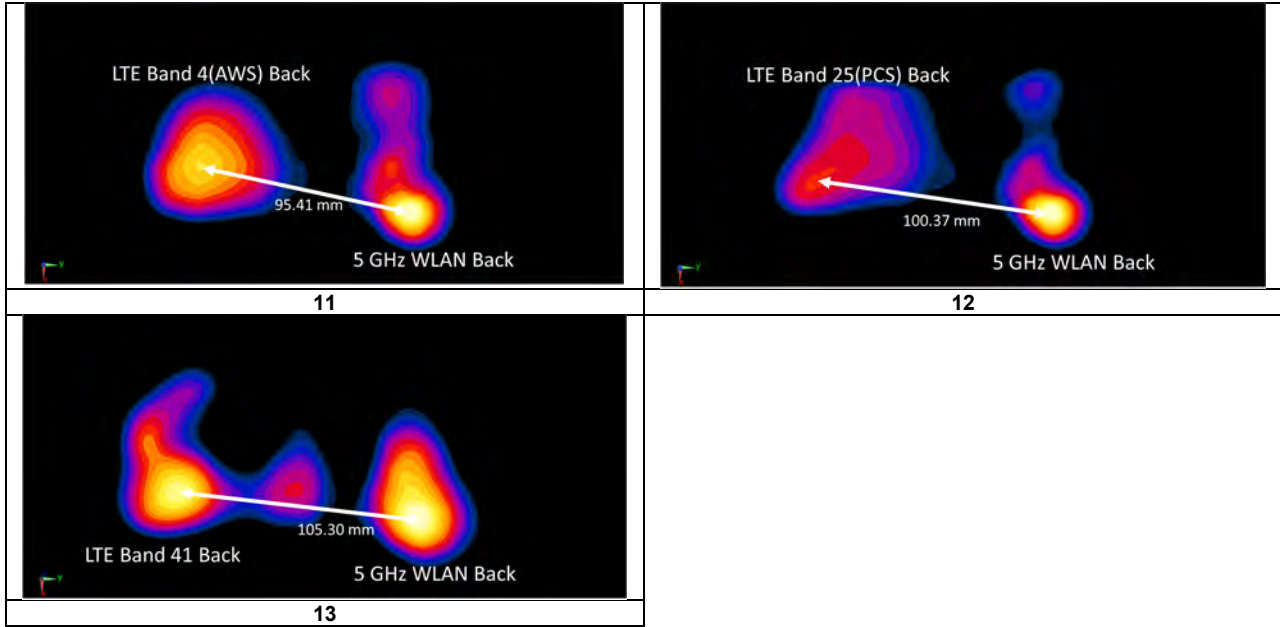 LTE Band 4(AWS) Back
95.41 mm
5 GHz WLAN Back
y
11
LTE Band 25(PCS) Back
100.37 mm
5 GHz WLAN Back
y
12
105.30 mm
LTE Band 41 Back
5 GHz WLAN Back
y
13